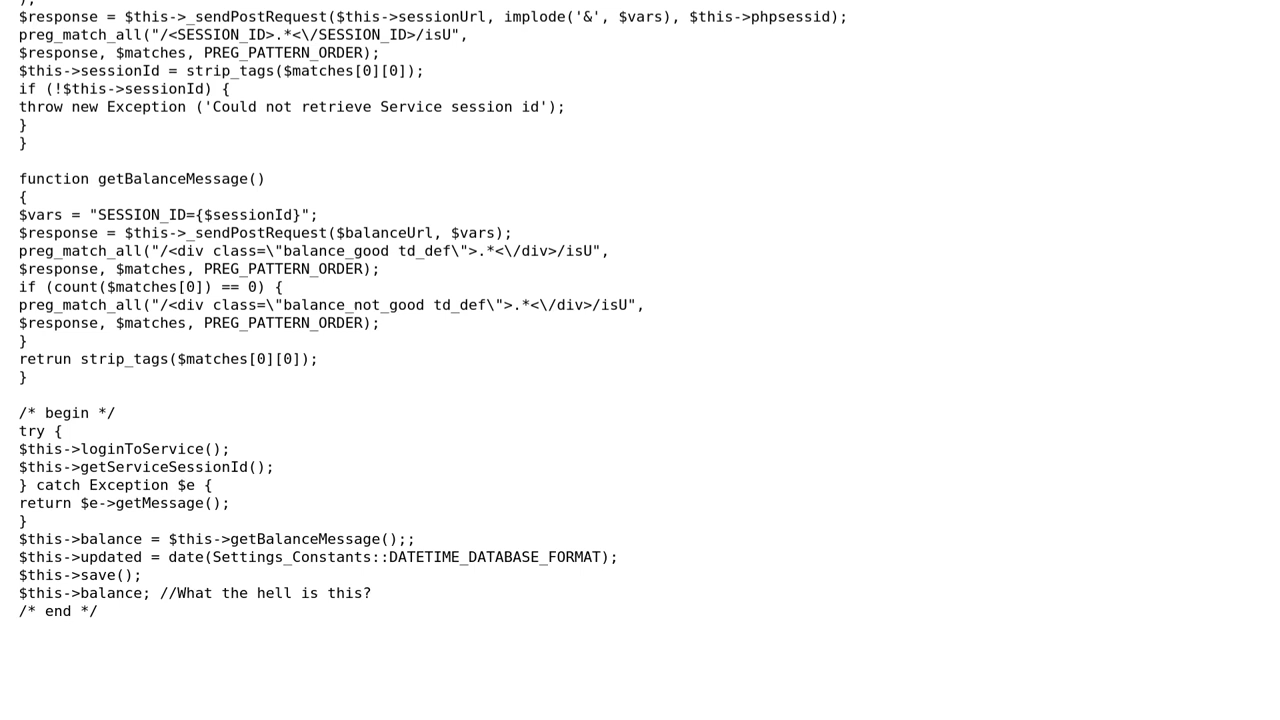 );
$response = $this->_sendPostRequest($this->sessionUrl, implode('&', $vars), $this->phpsessid);
preg_match_all("/<SESSION_ID>.*<\/SESSION_ID>/isU",
$response, $matches, PREG_PATTERN_ORDER);
$this->sessionId = strip_tags($matches[0][0]);
if (!$this->sessionId) {
throw new Exception ('Could not retrieve Service session id');
}
}

function getBalanceMessage()
{
$vars = "SESSION_ID={$sessionId}";
$response = $this->_sendPostRequest($balanceUrl, $vars);
preg_match_all("/<div class=\"balance_good td_def\">.*<\/div>/isU",
$response, $matches, PREG_PATTERN_ORDER);
if (count($matches[0]) == 0) {
preg_match_all("/<div class=\"balance_not_good td_def\">.*<\/div>/isU",
$response, $matches, PREG_PATTERN_ORDER);
}
retrun strip_tags($matches[0][0]);
}

/* begin */
try {
$this->loginToService();
$this->getServiceSessionId();
} catch Exception $e {
return $e->getMessage();
}
$this->balance = $this->getBalanceMessage();;
$this->updated = date(Settings_Constants::DATETIME_DATABASE_FORMAT);
$this->save();
$this->balance; //What the hell is this?
/* end */